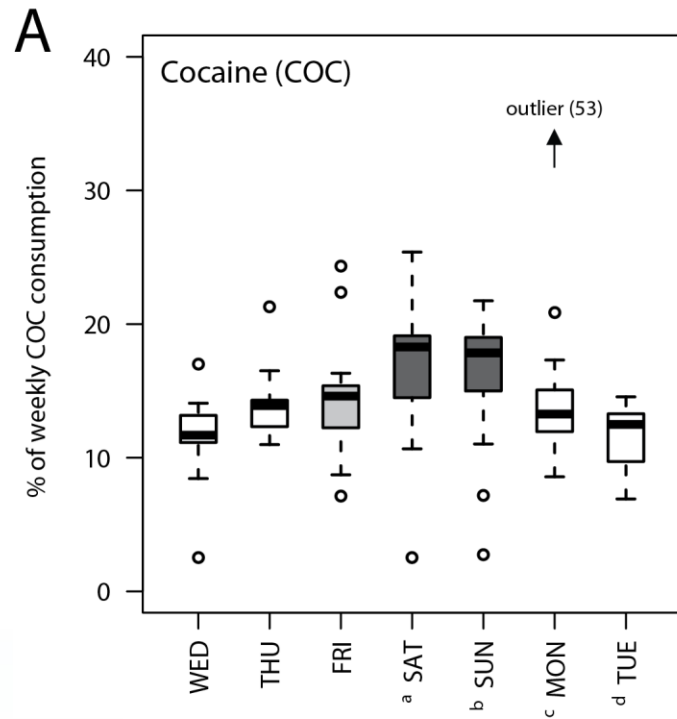 A
Cocaine (COC)
outlier (53)
% of weekly COC consumption
40
30
20
10
0
WED
THU
FRI
a SAT
b SUN
c MON
d TUE